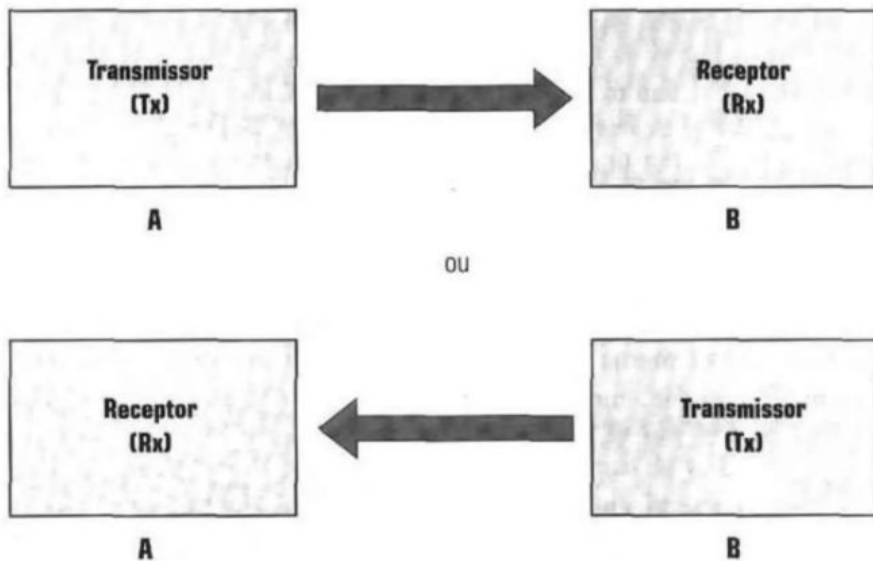 Transmissor
(Tx)
Receptor
(Rx)
A
B
ou
Receptor
(Rx)
Transmissor
(Tx)
A
B